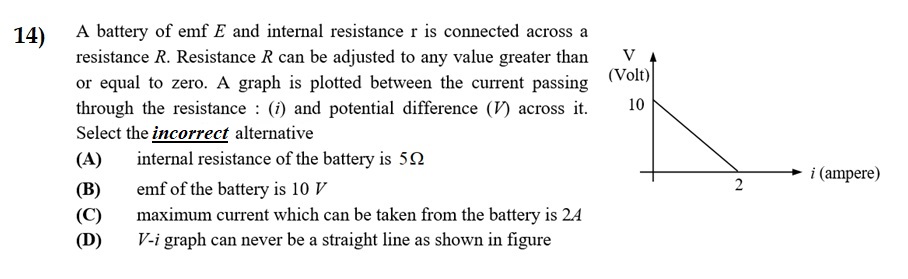 14) A battery of emf E and internal resistance r is connected across a
resistance R. Resistance R can be adjusted to any value greater than
or equal to zero. A graph is plotted between the current passing
through the resistance : (i) and potential difference (V) across it.
Select the incorrect alternative
(A) internal resistance of the battery is 5Ω
(B) emf of the battery is 10 V
(C) maximum current which can be taken from the battery is 2A
(D) V-i graph can never be a straight line as shown in figure
V
(Volt)
10
2
i (ampere)